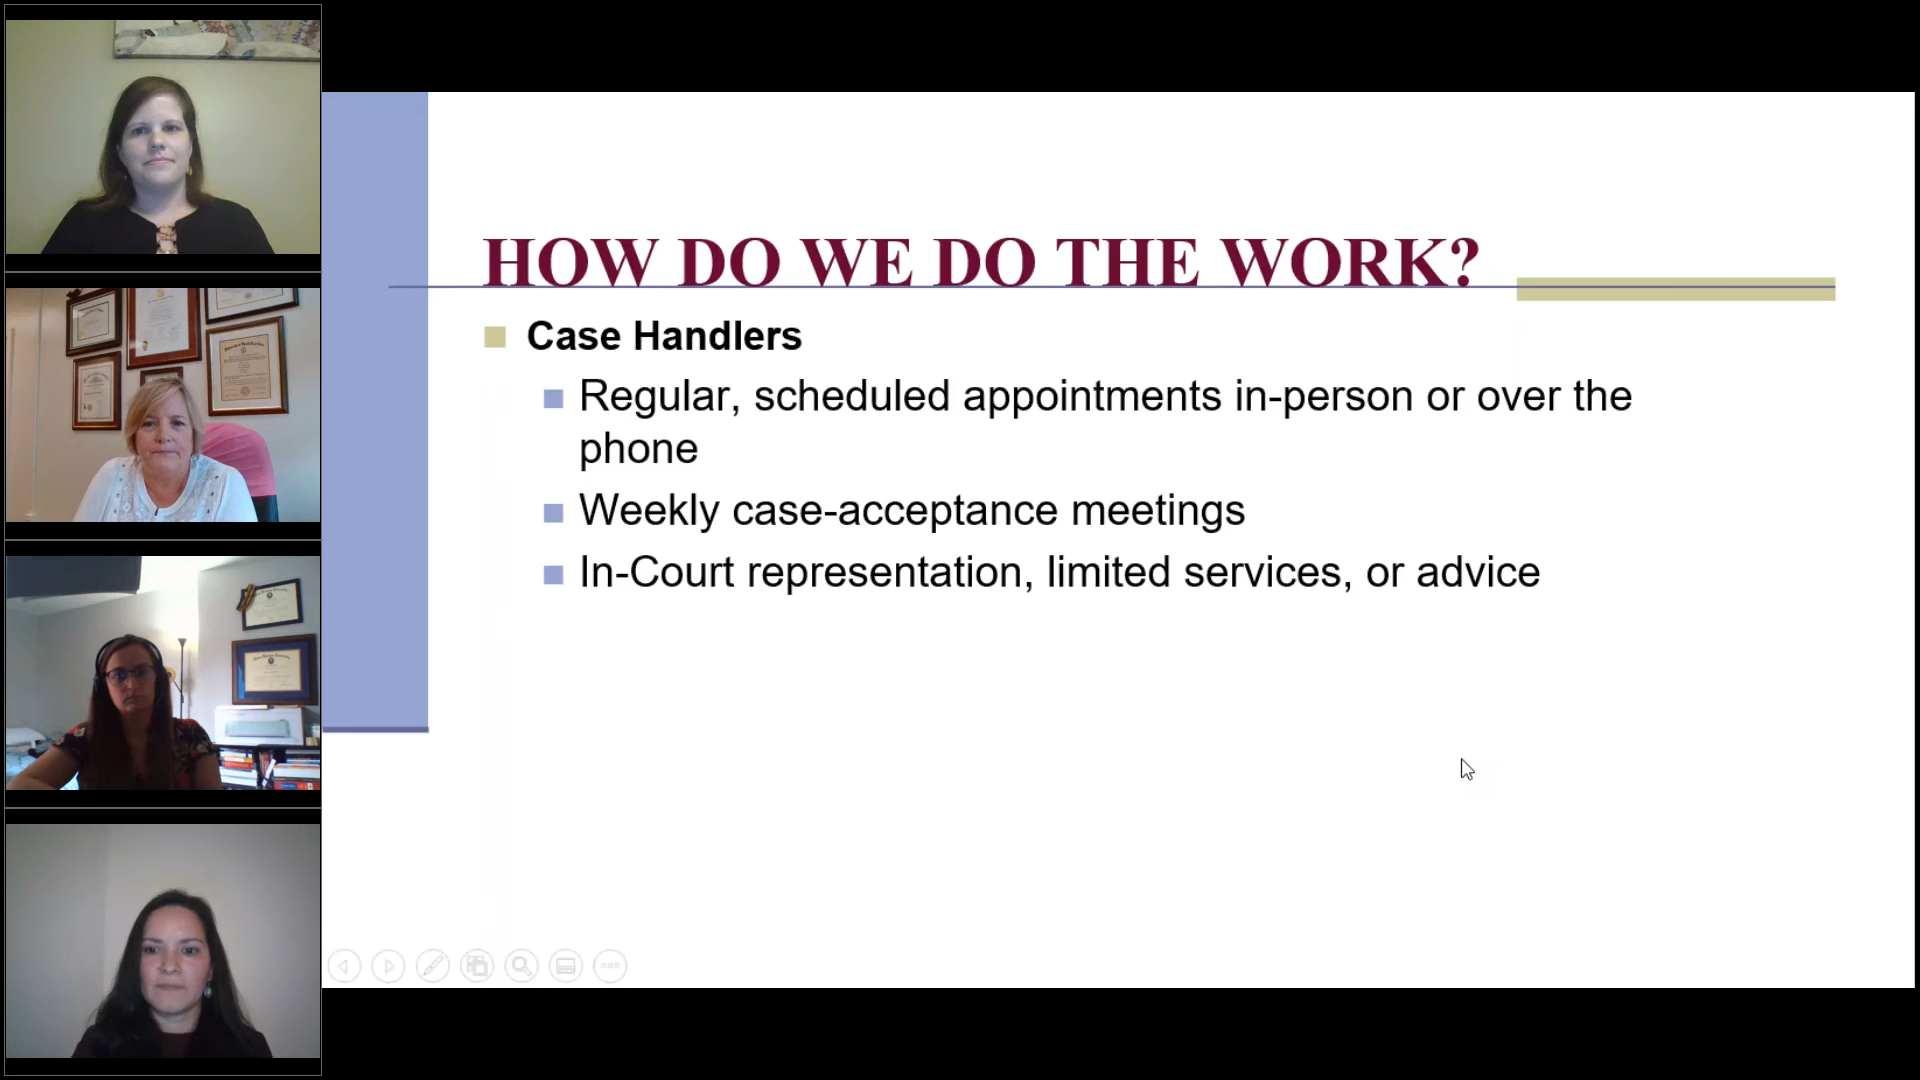 HOW DO WE DO THE WORK?
Case Handlers
Regular, scheduled appointments in-person or over the
phone
Weekly case-acceptance meetings
In-Court representation, limited services, or advice